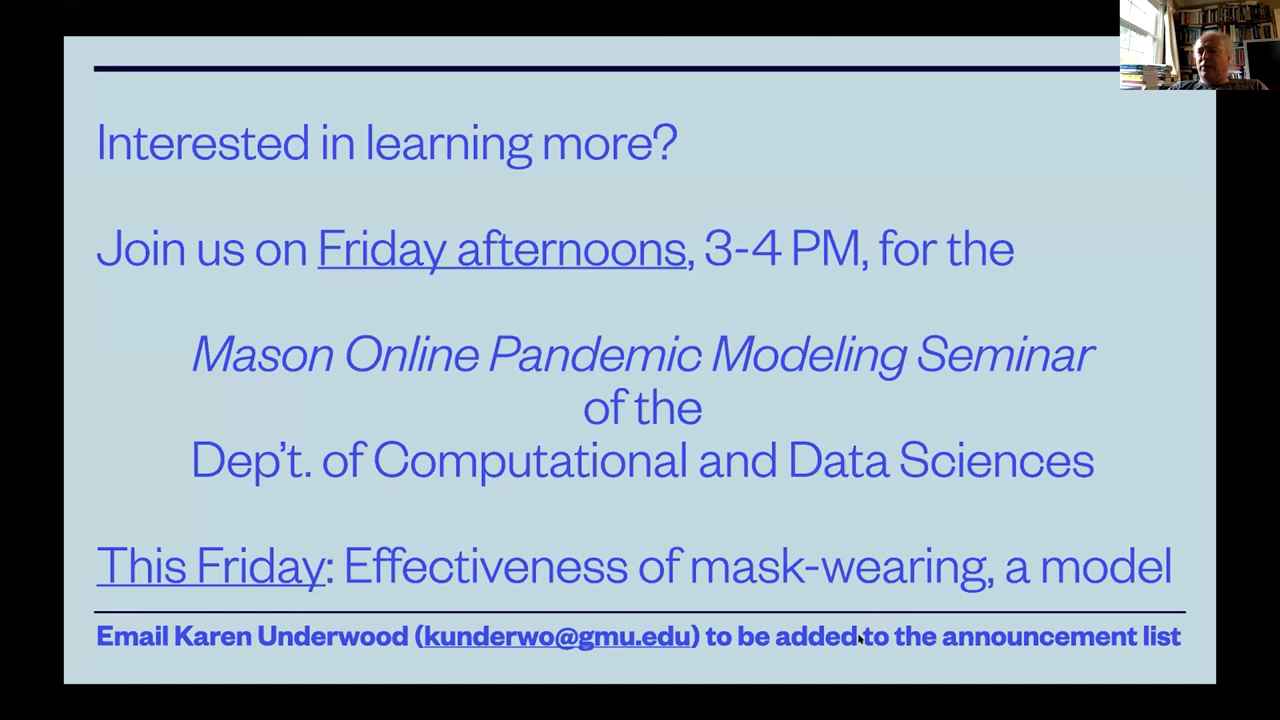 Interested in learning more?
Join us on Friday afternoons, 3-4 PM, for the
Mason Online Pandemic Modeling Seminar
of the
Dep’t. of Computational and Data Sciences
This Friday: Effectiveness of mask-wearing, a model
Email Karen Underwood (kunderwo@gmu.edu) to be added to the announcement list